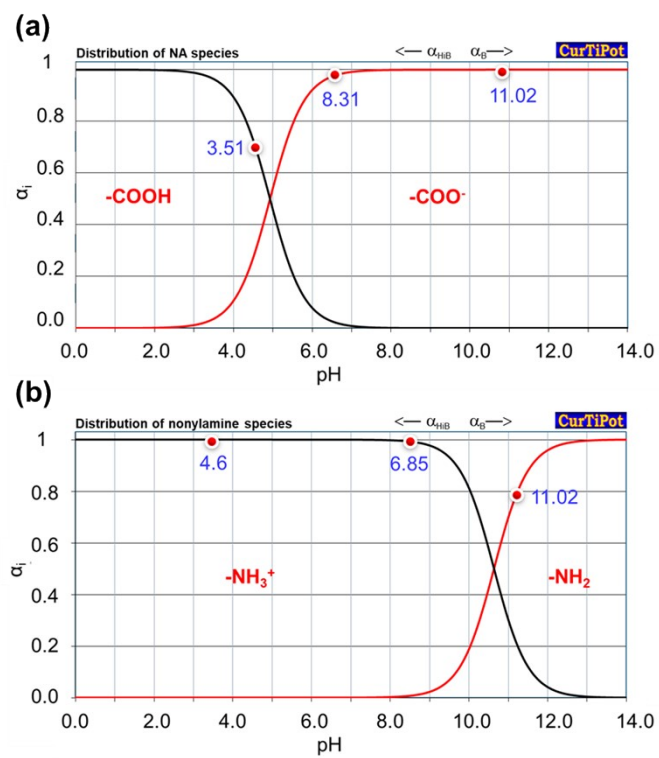 (a)
Distribution of NA species <— α_HiB α_B —> CurTiPot
1
0.8
0.6
0.4
0.2
0.0
α_i
3.51
8.31
11.02
-COOH
-COO⁻
0.0 2.0 4.0 6.0 8.0 10.0 12.0 14.0
pH
(b)
Distribution of nonylamine species <— α_HiB α_B —> CurTiPot
1
0.8
0.6
0.4
0.2
0.0
α_i
4.6
6.85
11.02
-NH₃⁺
-NH₂
0.0 2.0 4.0 6.0 8.0 10.0 12.0 14.0
pH